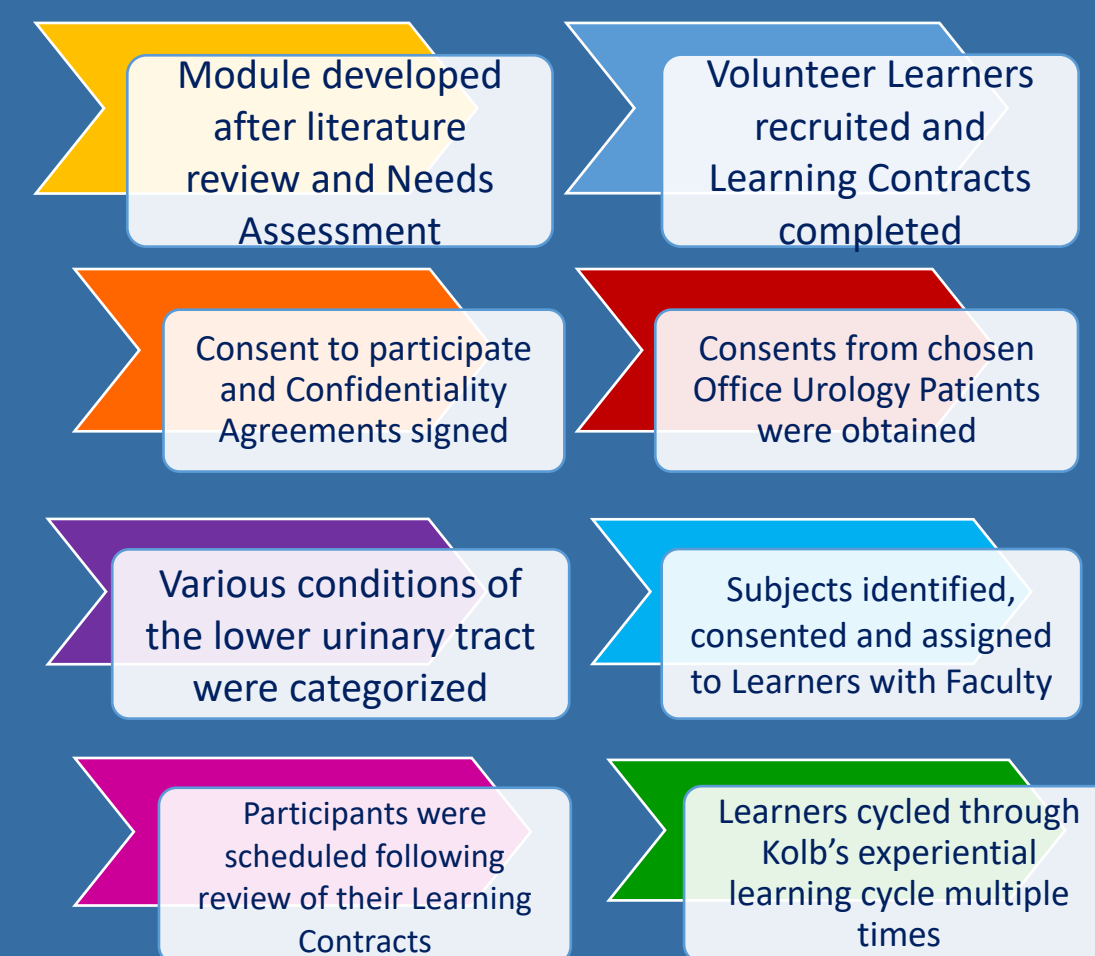 Module developed
after literature
review and Needs
Assessment
Volunteer Learners
recruited and
Learning Contracts
completed
Consent to participate
and Confidentiality
Agreements signed
Consents from chosen
Office Urology Patients
were obtained
Various conditions of
the lower urinary tract
were categorized
Subjects identified,
consented and assigned
to Learners with Faculty
Participants were
scheduled following
review of their Learning
Contracts
Learners cycled through
Kolb’s experiential
learning cycle multiple
times